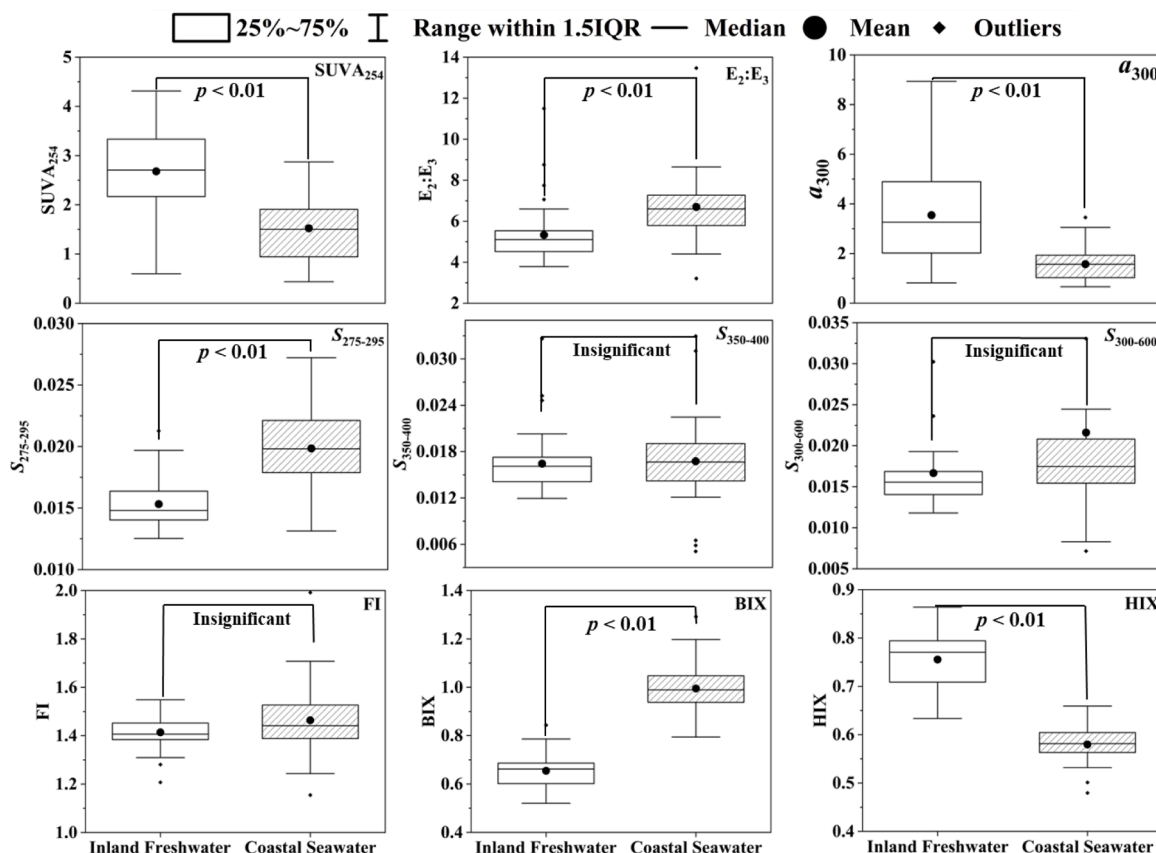 25%~75% Range within 1.5IQR Median Mean Outliers
SUVA254
5
4
3
2
1
0
SUVA254
p < 0.01
E2:E3
14
12
10
8
6
4
2
E2:E3
p < 0.01
a300
10
8
6
4
2
0
a300
p < 0.01
S275-295
0.030
0.025
0.020
0.015
0.010
S275-295
p < 0.01
S350-400
0.030
0.024
0.018
0.012
0.006
S350-400
Insignificant
S300-600
0.035
0.030
0.025
0.020
0.015
0.010
0.005
S300-600
Insignificant
FI
2.0
1.8
1.6
1.4
1.2
1.0
FI
Insignificant
Inland Freshwater Coastal Seawater
BIX
1.4
1.2
1.0
0.8
0.6
0.4
BIX
p < 0.01
Inland Freshwater Coastal Seawater
HIX
0.9
0.8
0.7
0.6
0.5
0.4
HIX
p < 0.01
Inland Freshwater Coastal Seawater